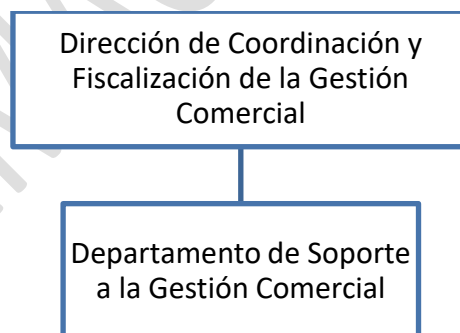 Dirección de Coordinación y
Fiscalización de la Gestión
Comercial
Departamento de Soporte
a la Gestión Comercial